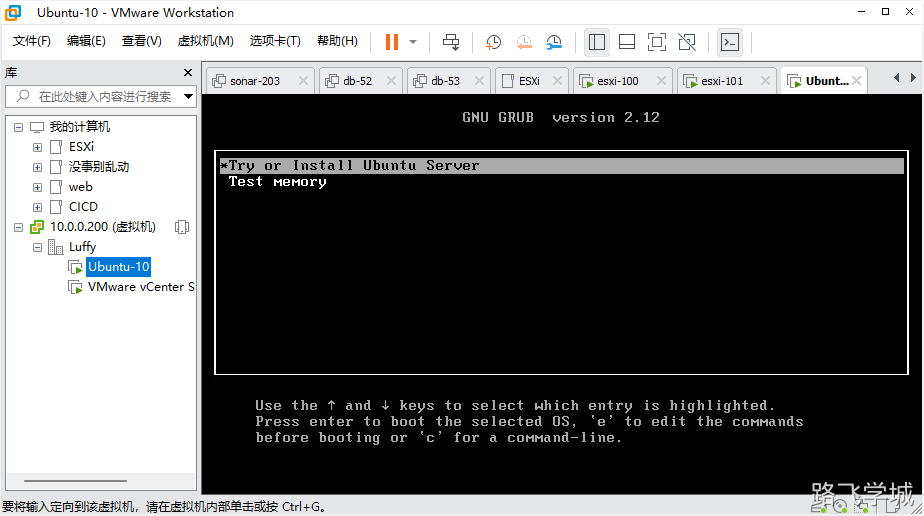 Ubuntu-10 - VMware Workstation
文件(F) 编辑(E) 查看(V) 虚拟机(M) 选项卡(T) 帮助(H)
库
在此处键入内容进行搜索
我的计算机
ESXi
没事别乱动
web
CICD
10.0.0.200 (虚拟机)
Luffy
Ubuntu-10
VMware vCenter S
sonar-203 db-52 db-53 ESXi esxi-100 esxi-101 Ubunt...
GNU GRUB version 2.12
*Try or Install Ubuntu Server
Test memory
Use the ↑ and ↓ keys to select which entry is highlighted.
Press enter to boot the selected OS, `e' to edit the commands
before booting or `c' for a command-line.
要将输入定向到该虚拟机，请在虚拟机内部单击或按 Ctrl+G。
路飞学城